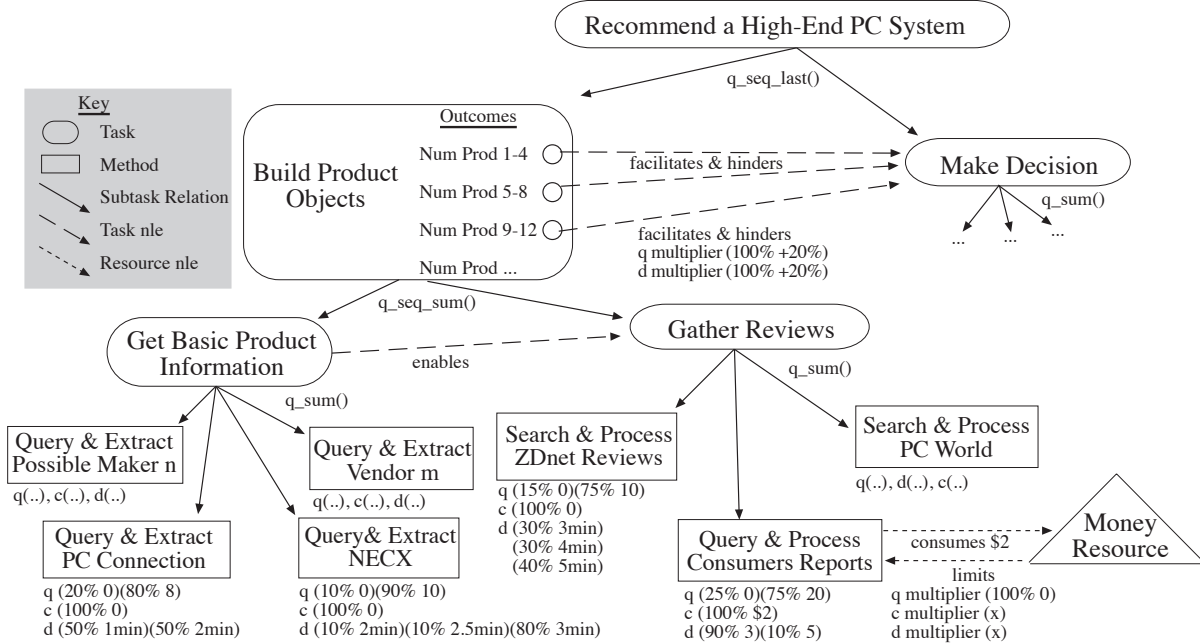 Recommend a High-End PC System
q_seq_last()
Key
Task
Method
Subtask Relation
Task nle
Resource nle
Build Product
Objects
Outcomes
Num Prod 1-4
Num Prod 5-8
Num Prod 9-12
Num Prod ...
facilitates & hinders
Make Decision
q_sum()
...
...
...
facilitates & hinders
q multiplier (100% +20%)
d multiplier (100% +20%)
q_seq_sum()
Get Basic Product
Information
enables
Gather Reviews
q_sum()
q_sum()
Query & Extract
Possible Maker n
q(..), c(..), d(..)
Query & Extract
Vendor m
q(..), c(..), d(..)
Query & Extract
PC Connection
q (20% 0)(80% 8)
c (100% 0)
d (50% 1min)(50% 2min)
Query& Extract
NECX
q (10% 0)(90% 10)
c (100% 0)
d (10% 2min)(10% 2.5min)(80% 3min)
Search & Process
ZDnet Reviews
q (15% 0)(75% 10)
c (100% 0)
d (30% 3min)
(30% 4min)
(40% 5min)
Search & Process
PC World
q(..), d(..), c(..)
Query & Process
Consumers Reports
q (25% 0)(75% 20)
c (100% $2)
d (90% 3)(10% 5)
consumes $2
Money
Resource
limits
q multiplier (100% 0)
c multiplier (x)
d multiplier (x)